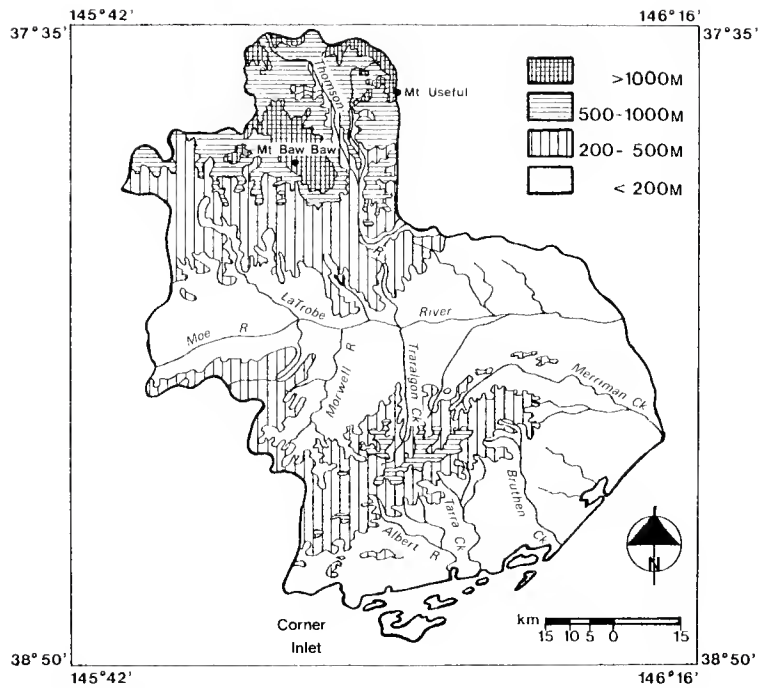 145°42'
146°16'
37°35'
37°35'
Thomson
Mt Useful
Mt Baw Baw
>1000M
500-1000M
200-500M
< 200M
R
LaTrobe
River
Moe R
Morwell R
Traralgon Ck
Merriman Ck
Bruthen Ck
Tarra Ck
Albert R
N
Corner
Inlet
km
15 10 5 0 15
38°50'
38°50'
145°42'
146°16'